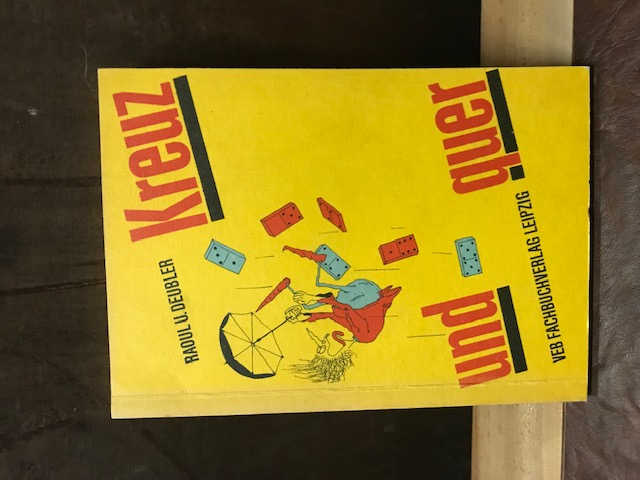 RAOUL U. DEUBLER
Kreuz
und quer
VEB FACHBUCHVERLAG LEIPZIG